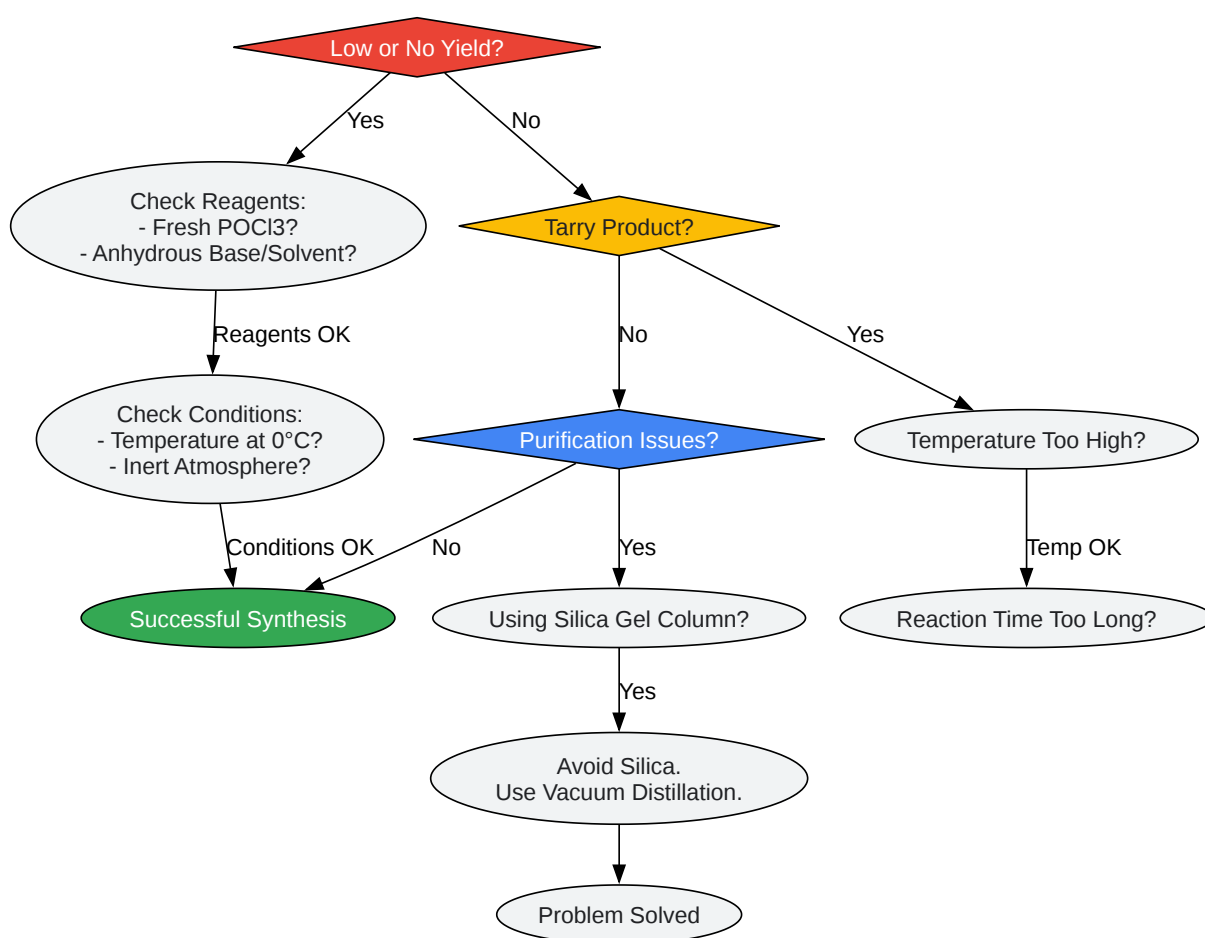 Low or No Yield?
Yes
No
Check Reagents:
- Fresh POCl3?
- Anhydrous Base/Solvent?
Tarry Product?
Reagents OK
No
Yes
Check Conditions:
- Temperature at 0°C?
- Inert Atmosphere?
Purification Issues?
Temperature Too High?
Conditions OK
No
Yes
Temp OK
Successful Synthesis
Using Silica Gel Column?
Reaction Time Too Long?
Yes
Avoid Silica.
Use Vacuum Distillation.
Problem Solved